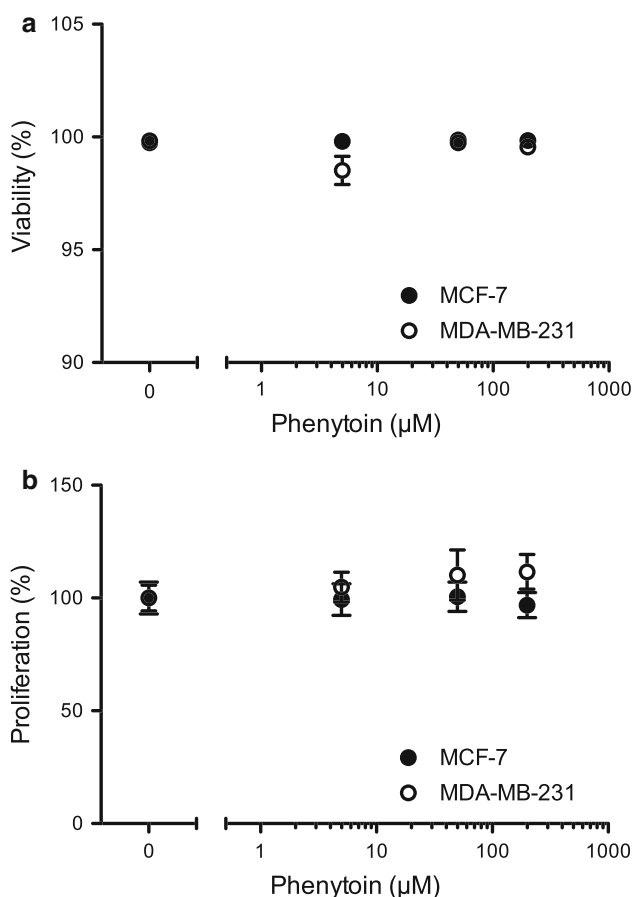 a
105
100
95
90
Viability (%)
MCF-7
MDA-MB-231
0 1 10 100 1000
Phenytoin (µM)
b
150
100
50
0
Proliferation (%)
MCF-7
MDA-MB-231
0 1 10 100 1000
Phenytoin (µM)